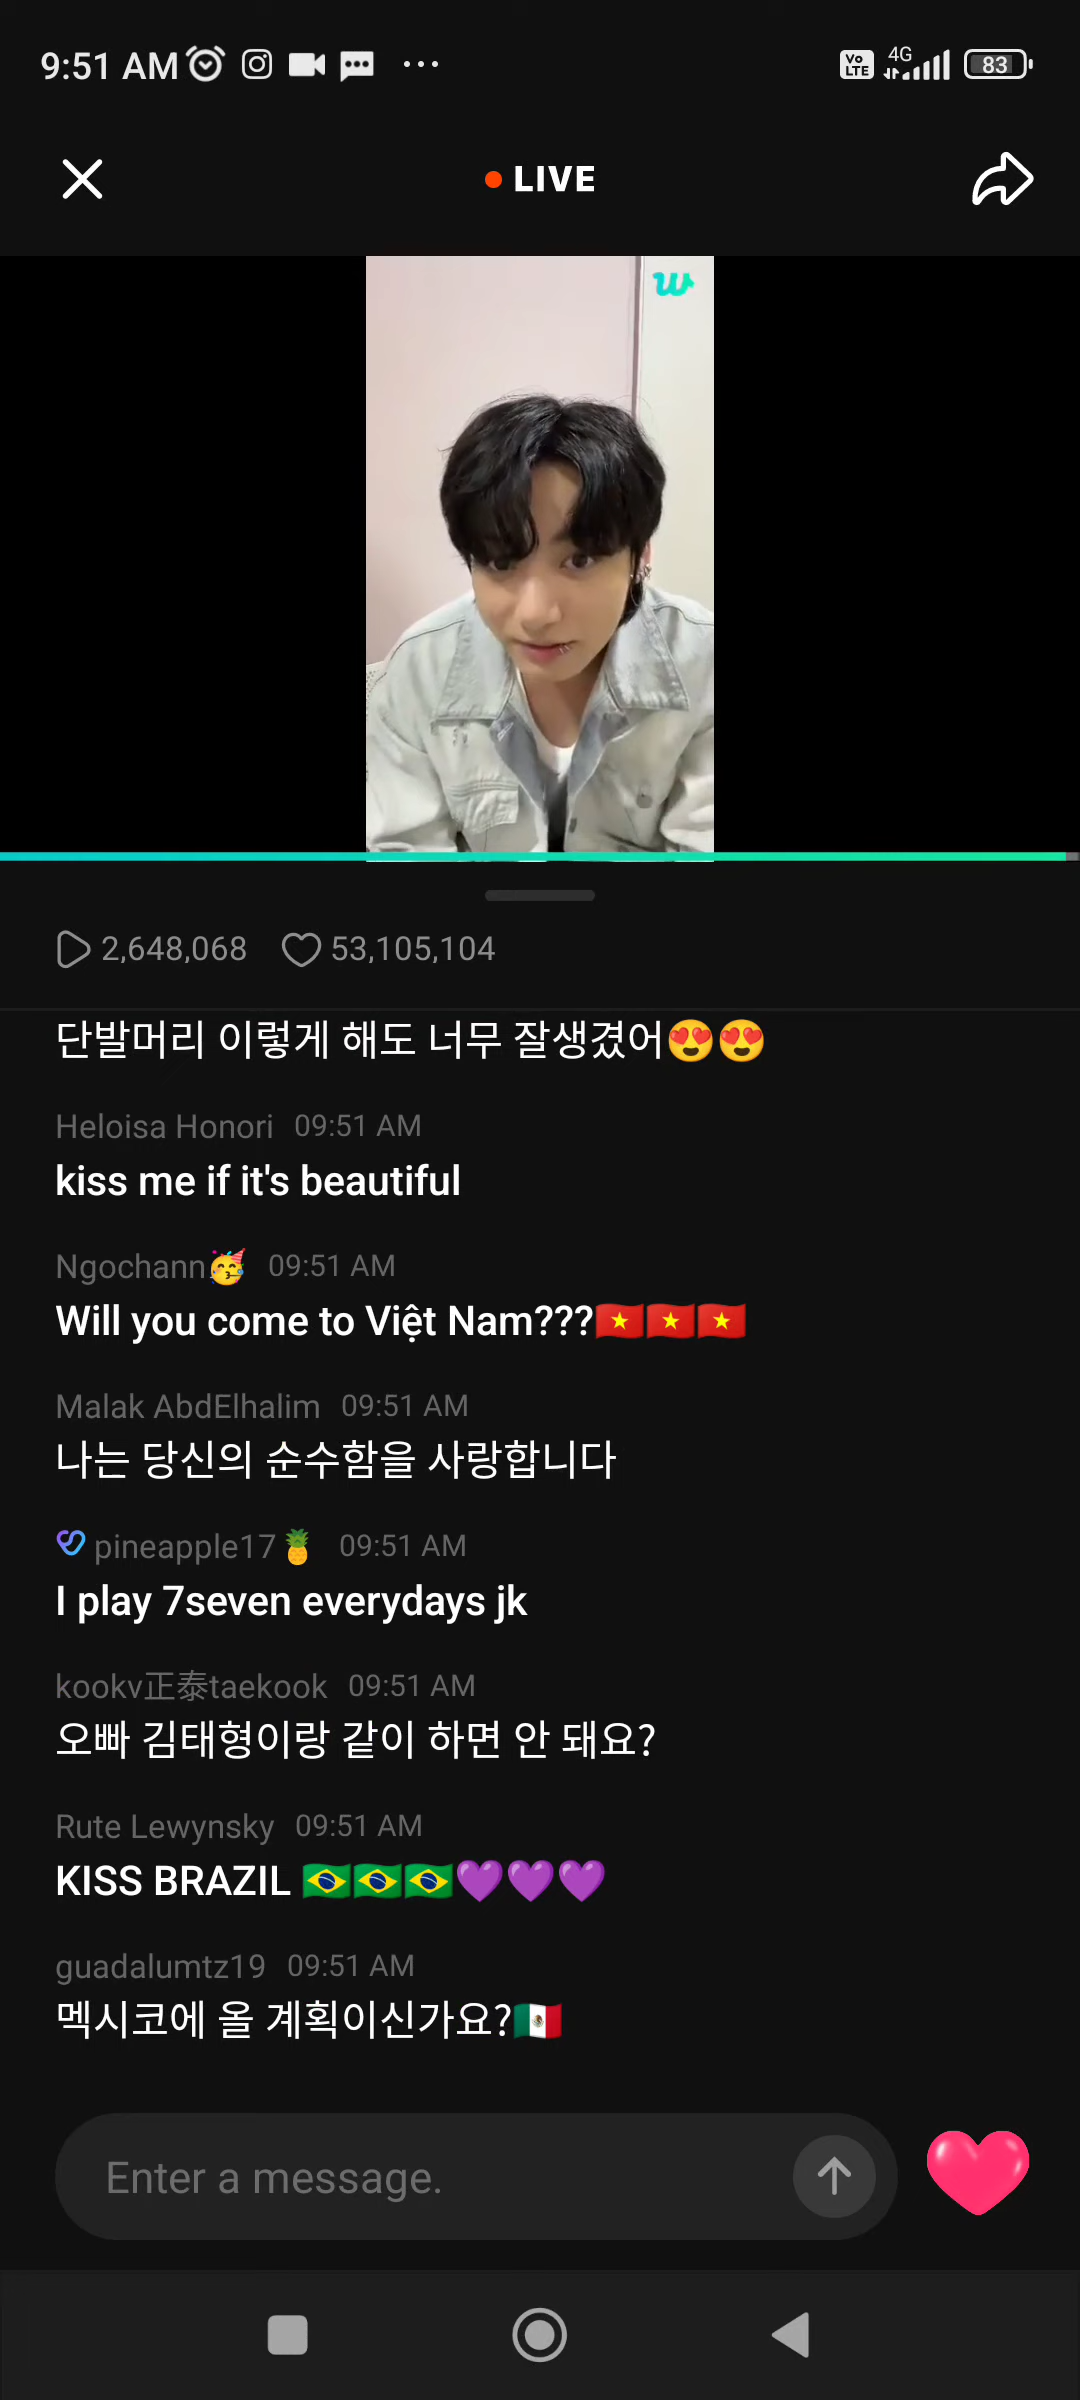 9:51 AM
Vo LTE 4G 83
LIVE
w
2,648,068 53,105,104
단발머리 이렇게 해도 너무 잘생겼어😍😍
Heloisa Honori 09:51 AM
kiss me if it's beautiful
Ngochann🥳 09:51 AM
Will you come to Việt Nam???🇻🇳🇻🇳🇻🇳
Malak AbdElhalim 09:51 AM
나는 당신의 순수함을 사랑합니다
pineapple17🍍 09:51 AM
I play 7seven everydays jk
kookv正泰taekook 09:51 AM
오빠 김태형이랑 같이 하면 안 돼요?
Rute Lewynsky 09:51 AM
KISS BRAZIL 🇧🇷🇧🇷🇧🇷💜💜💜
guadalumtz19 09:51 AM
멕시코에 올 계획이신가요?🇲🇽
Enter a message.